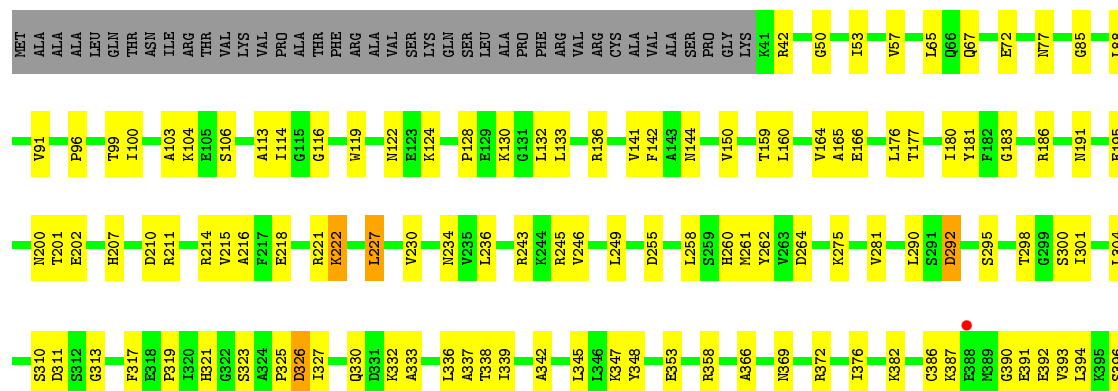 MET ALA ALA ALA LEU GLN THR ASN ILE ARG THR VAL LYS VAL PRO ALA THR PHE ARG ALA VAL SER LYS GLN SER LEU ALA PRO PHE ARG VAL ARG CYS ALA VAL ALA SER PRO GLY LYS K41 R42 G50 I53 V57 L65 Q66 Q67 E72 N77 G85
V91 P96 T99 I100 A103 K104 E105 S106 A113 I114 G115 G116 W119 N122 E123 K124 P128 E129 K130 G131 L132 L133 R136 V141 F142 A143 N144 V150 T159 L160 V164 A165 E166 L176 T177 I180 Y181 F182 G183 R186 N191
N200 T201 E202 H207 D210 R211 R214 V215 A216 F217 E218 R221 K222 L227 V230 N234 V235 L236 R243 K244 R245 V246 L249 D255 L258 S259 H260 M261 Y262 V263 D264 K275 V281 L290 S291 D292 S295 T298 G299 S300 I301 L304
S310 D311 S312 G313 F317 E318 P319 I320 H321 G322 S323 A324 P325 D326 I327 Q330 D331 K332 A333 L336 A337 T338 I339 A342 L345 L346 K347 Y348 E353 R358 A366 N369 R372 I376 K382 C386 K387 E388 M389 G390 E391 E392 V393 L394 K395